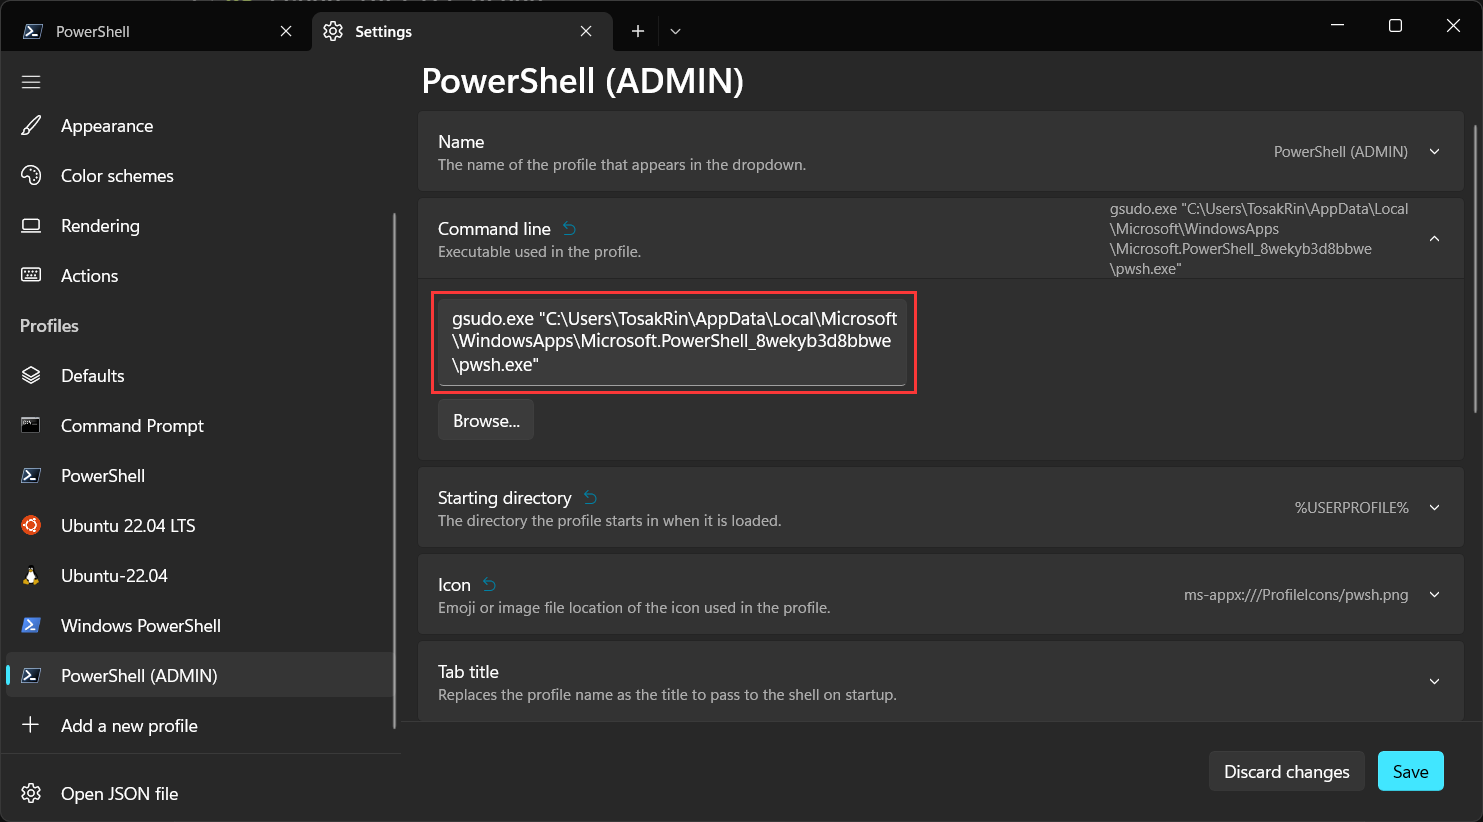 PowerShell
Settings
PowerShell (ADMIN)
Appearance
Color schemes
Rendering
Actions
Profiles
Defaults
Command Prompt
PowerShell
Ubuntu 22.04 LTS
Ubuntu-22.04
Windows PowerShell
PowerShell (ADMIN)
Add a new profile
Open JSON file
Name
The name of the profile that appears in the dropdown.
PowerShell (ADMIN)
Command line
Executable used in the profile.
gsudo.exe "C:\Users\TosakRin\AppData\Local
\Microsoft\WindowsApps
\Microsoft.PowerShell_8wekyb3d8bbwe
\pwsh.exe"
gsudo.exe "C:\Users\TosakRin\AppData\Local\Microsoft
\WindowsApps\Microsoft.PowerShell_8wekyb3d8bbwe
\pwsh.exe"
Browse...
Starting directory
The directory the profile starts in when it is loaded.
%USERPROFILE%
Icon
Emoji or image file location of the icon used in the profile.
ms-appx:///ProfileIcons/pwsh.png
Tab title
Replaces the profile name as the title to pass to the shell on startup.
Discard changes
Save